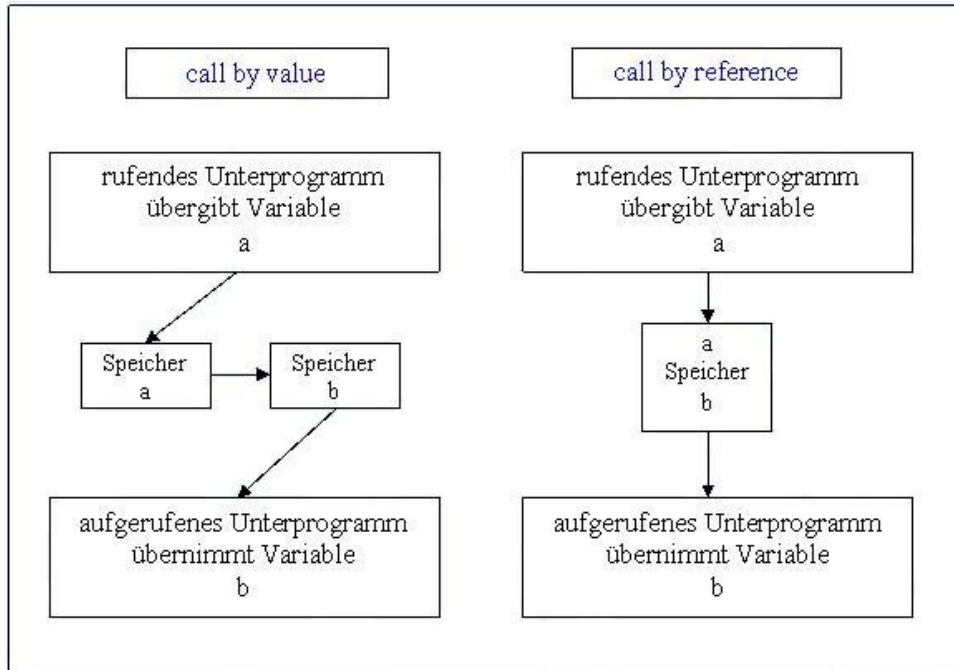 call by value
rufendes Unterprogramm
übergibt Variable
a
Speicher
a
Speicher
b
aufgerufenes Unterprogramm
übernimmt Variable
b
call by reference
rufendes Unterprogramm
übergibt Variable
a
a
Speicher
b
aufgerufenes Unterprogramm
übernimmt Variable
b